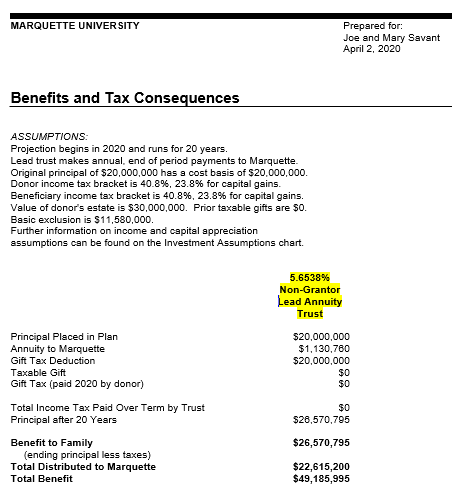 MARQUETTE UNIVERSITY
Prepared for:
Joe and Mary Savant
April 2, 2020
Benefits and Tax Consequences
ASSUMPTIONS:
Projection begins in 2020 and runs for 20 years.
Lead trust makes annual, end of period payments to Marquette.
Original principal of $20,000,000 has a cost basis of $20,000,000.
Donor income tax bracket is 40.8%, 23.8% for capital gains.
Beneficiary income tax bracket is 40.8%, 23.8% for capital gains.
Value of donor's estate is $30,000,000. Prior taxable gifts are $0.
Basic exclusion is $11,580,000.
Further information on income and capital appreciation
assumptions can be found on the Investment Assumptions chart.
5.6538%
Non-Grantor
Lead Annuity
Trust
Principal Placed in Plan $20,000,000
Annuity to Marquette $1,130,760
Gift Tax Deduction $20,000,000
Taxable Gift $0
Gift Tax (paid 2020 by donor) $0
Total Income Tax Paid Over Term by Trust $0
Principal after 20 Years $26,570,795
Benefit to Family $26,570,795
(ending principal less taxes)
Total Distributed to Marquette $22,615,200
Total Benefit $49,185,995